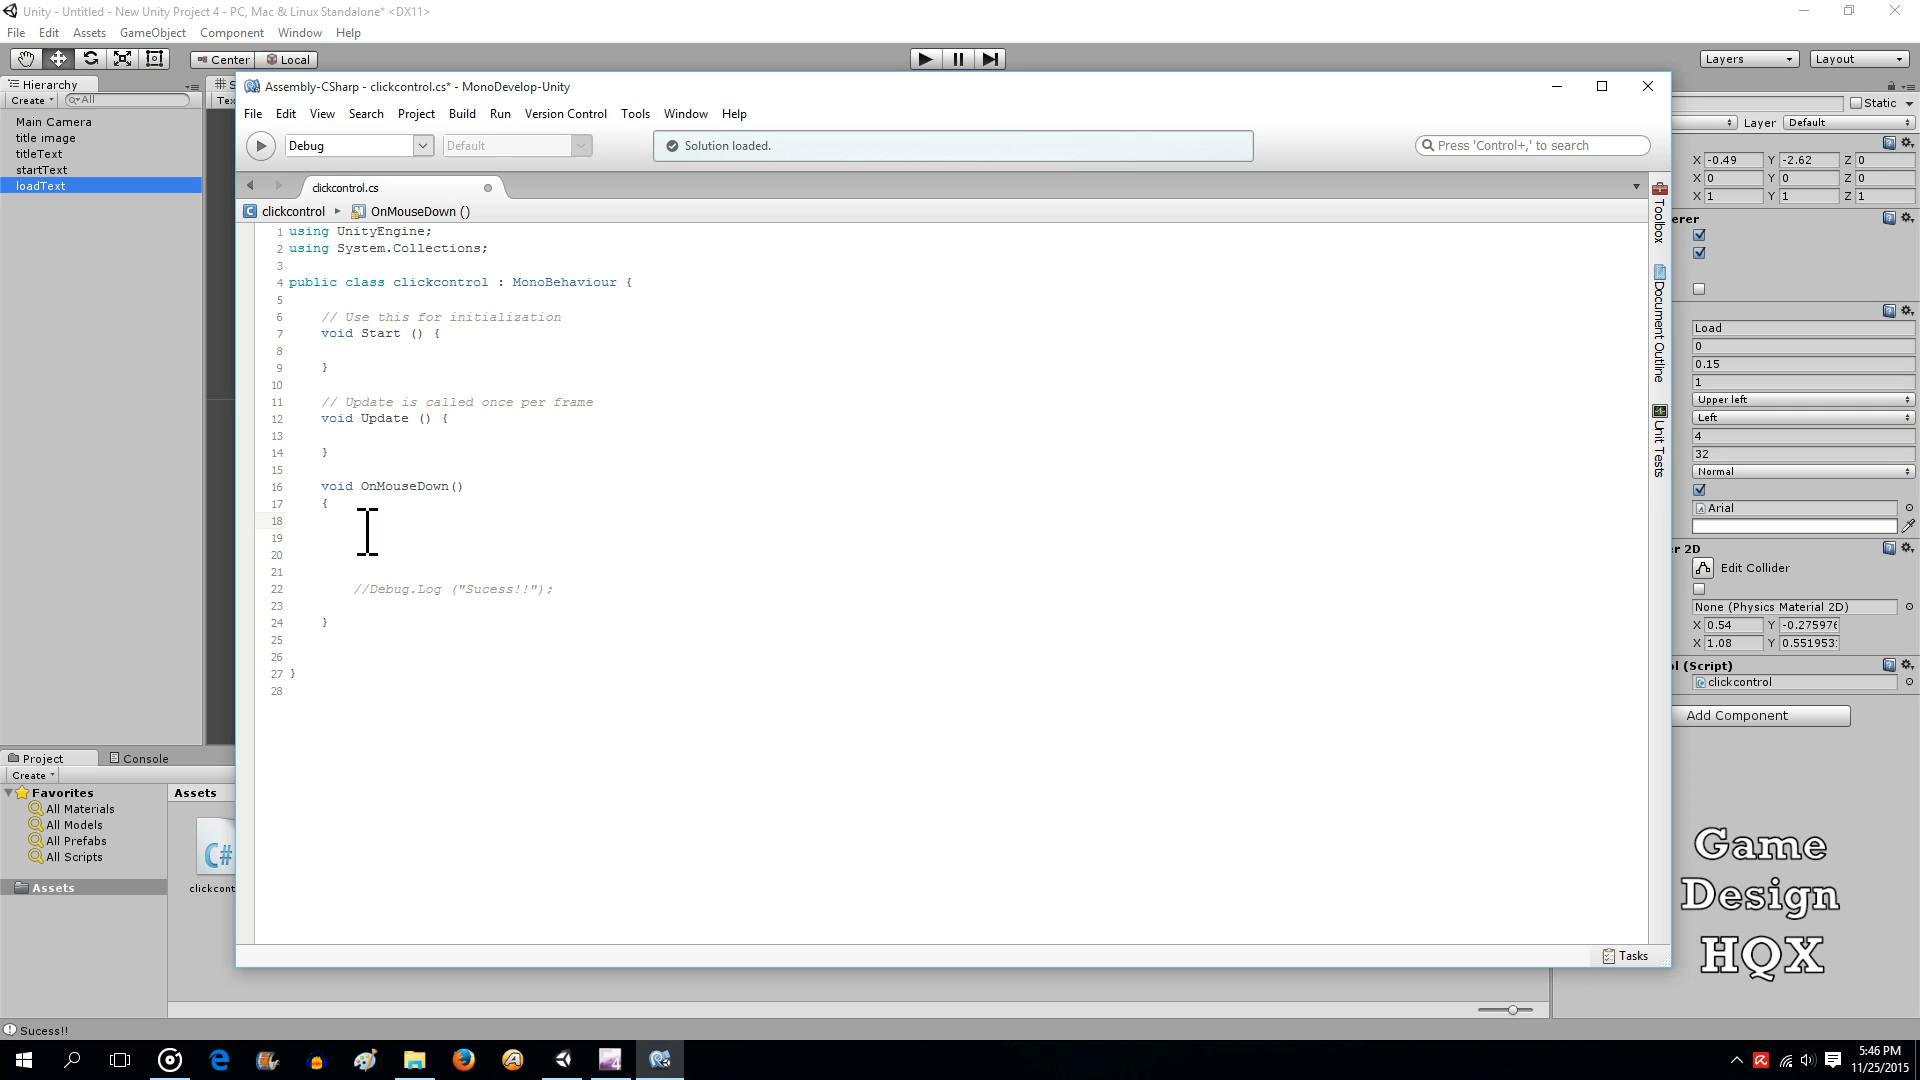 Unity - Untitled - New Unity Project 4 - PC, Mac & Linux Standalone* <DX11>
File Edit Assets GameObject Component Window Help
Center Local
Layers Layout
Hierarchy
Create All
Main Camera
title image
titleText
startText
loadText
Assembly-CSharp - clickcontrol.cs* - MonoDevelop-Unity
File Edit View Search Project Build Run Version Control Tools Window Help
Debug Default Solution loaded. Press 'Control+,' to search
clickcontrol.cs
clickcontrol OnMouseDown ()
1 using UnityEngine;
2 using System.Collections;
3
4 public class clickcontrol : MonoBehaviour {
5
6 // Use this for initialization
7 void Start () {
8
9 }
10
11 // Update is called once per frame
12 void Update () {
13
14 }
15
16 void OnMouseDown()
17 {
18
19
20
21
22 //Debug.Log ("Sucess!!");
23
24 }
25
26
27 }
28
Toolbox
Document Outline
Unit Tests
Tasks
Static
Layer Default
X -0.49 Y -2.62 Z 0
X 0 Y 0 Z 0
X 1 Y 1 Z 1
Load
0
0.15
1
Upper left
Left
4
32
Normal
Arial
r 2D
Edit Collider
None (Physics Material 2D)
X 0.54 Y -0.275976
X 1.08 Y 0.551953
l (Script)
clickcontrol
Add Component
Project Console
Create
Favorites
All Materials
All Models
All Prefabs
All Scripts
Assets
Assets
clickcont
Game
Design
HQX
Sucess!!
5:46 PM
11/25/2015